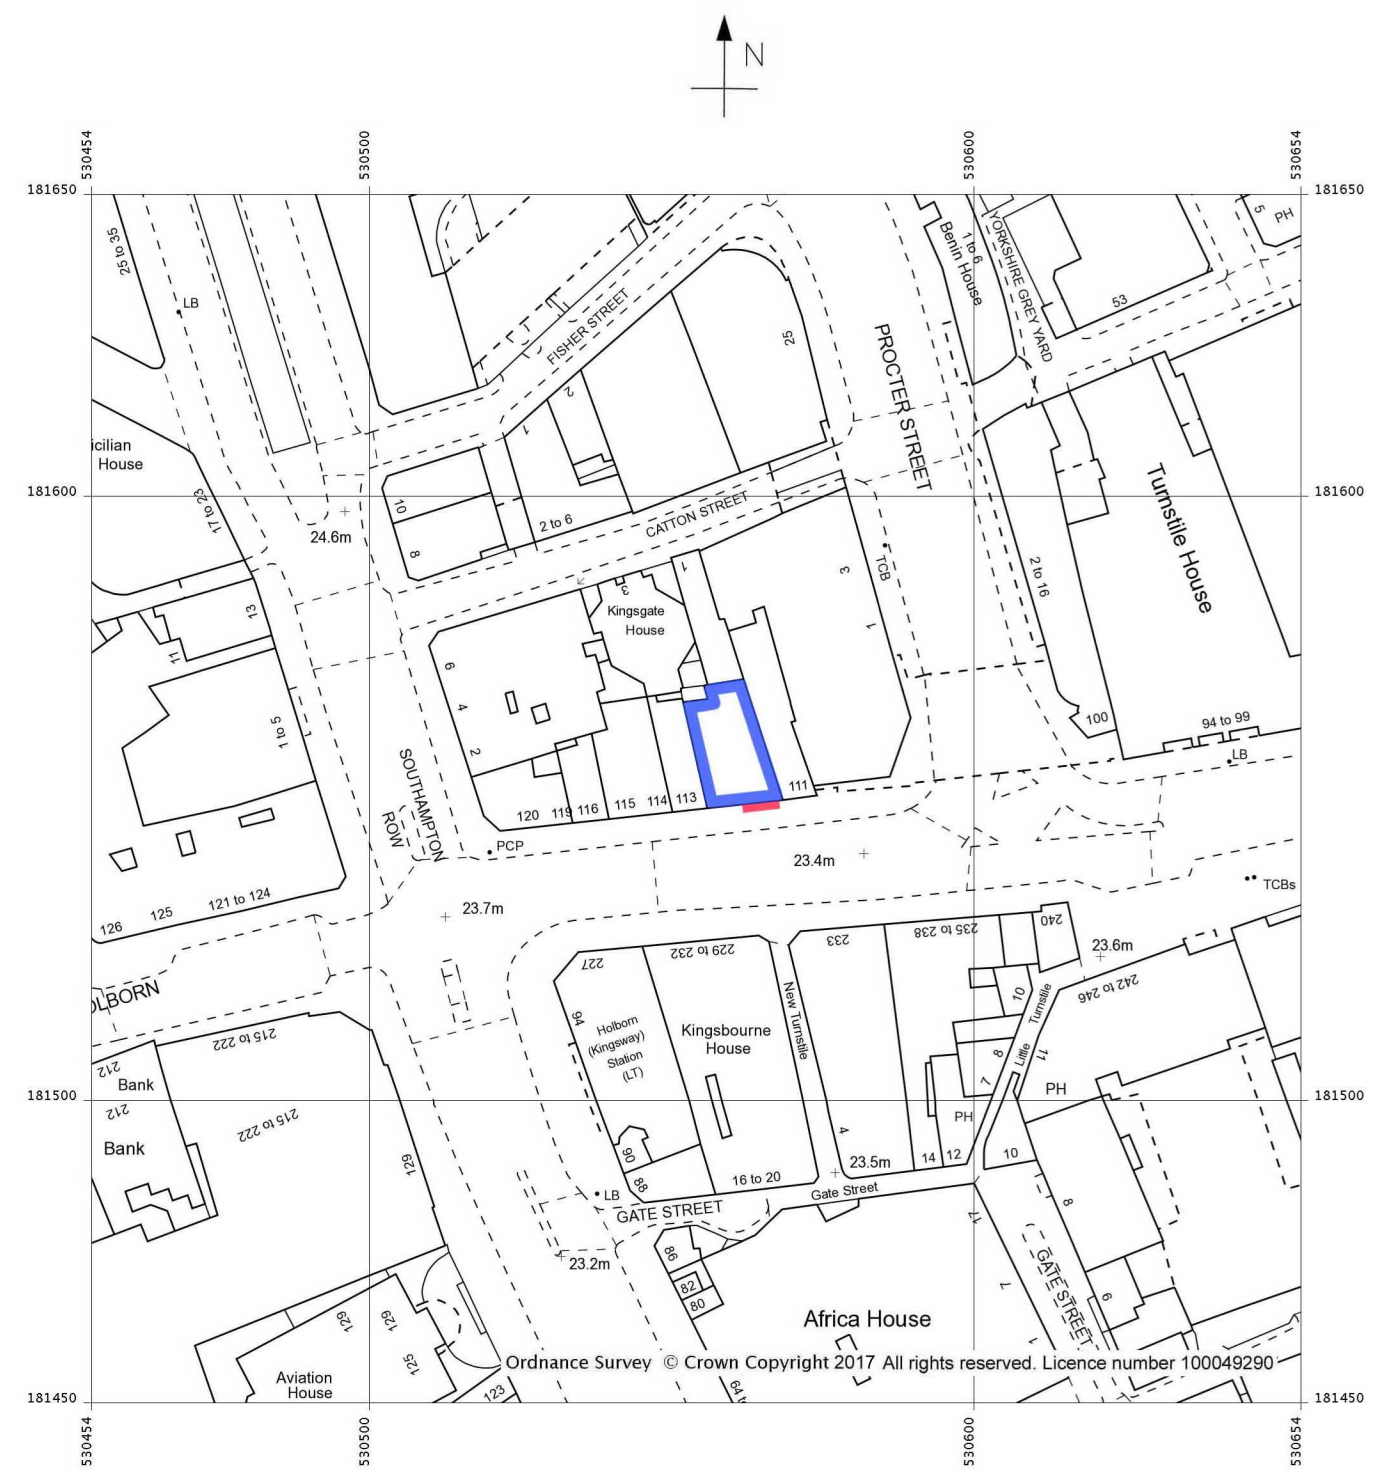 N
530454
530500
530600
530654
181650
181650
25 to 35
LB
FISHER STREET
25
PROCTER STREET
Benin House
1 to 6
YORKSHIRE GREY YARD
53
5
PH
icilian
House
17 to 23
24.6m
10
8
1
2
2 to 6
CATTON STREET
181600
181600
TCB
3
1
2 to 16
Turnstile House
13
11
1 to 5
6
4
2
3
Kingsgate
House
1
100
94 to 99
LB
SOUTHAMPTON
ROW
PCP
120
119
116
115
114
113
111
23.4m
TCBs
126
125
121 to 124
23.7m
OLBORN
227
229 to 232
233
235 to 238
240
23.6m
242 to 246
215 to 222
212
Bank
212
Bank
215 to 222
94
Holborn
(Kingsway)
Station
(LT)
Kingsbourne
House
New Turnstile
10
Little Turnstile
8
7
11
PH
PH
181500
181500
129
90
88
16 to 20
4
23.5m
14
12
10
Gate Street
LB
GATE STREET
17
8
86
82
80
23.2m
7
GATE STREET
6
1
Africa House
129
129
125
Aviation
House
123
64 t
Ordnance Survey © Crown Copyright 2017 All rights reserved. Licence number 100049290
181450
181450
530454
530500
530600
530654